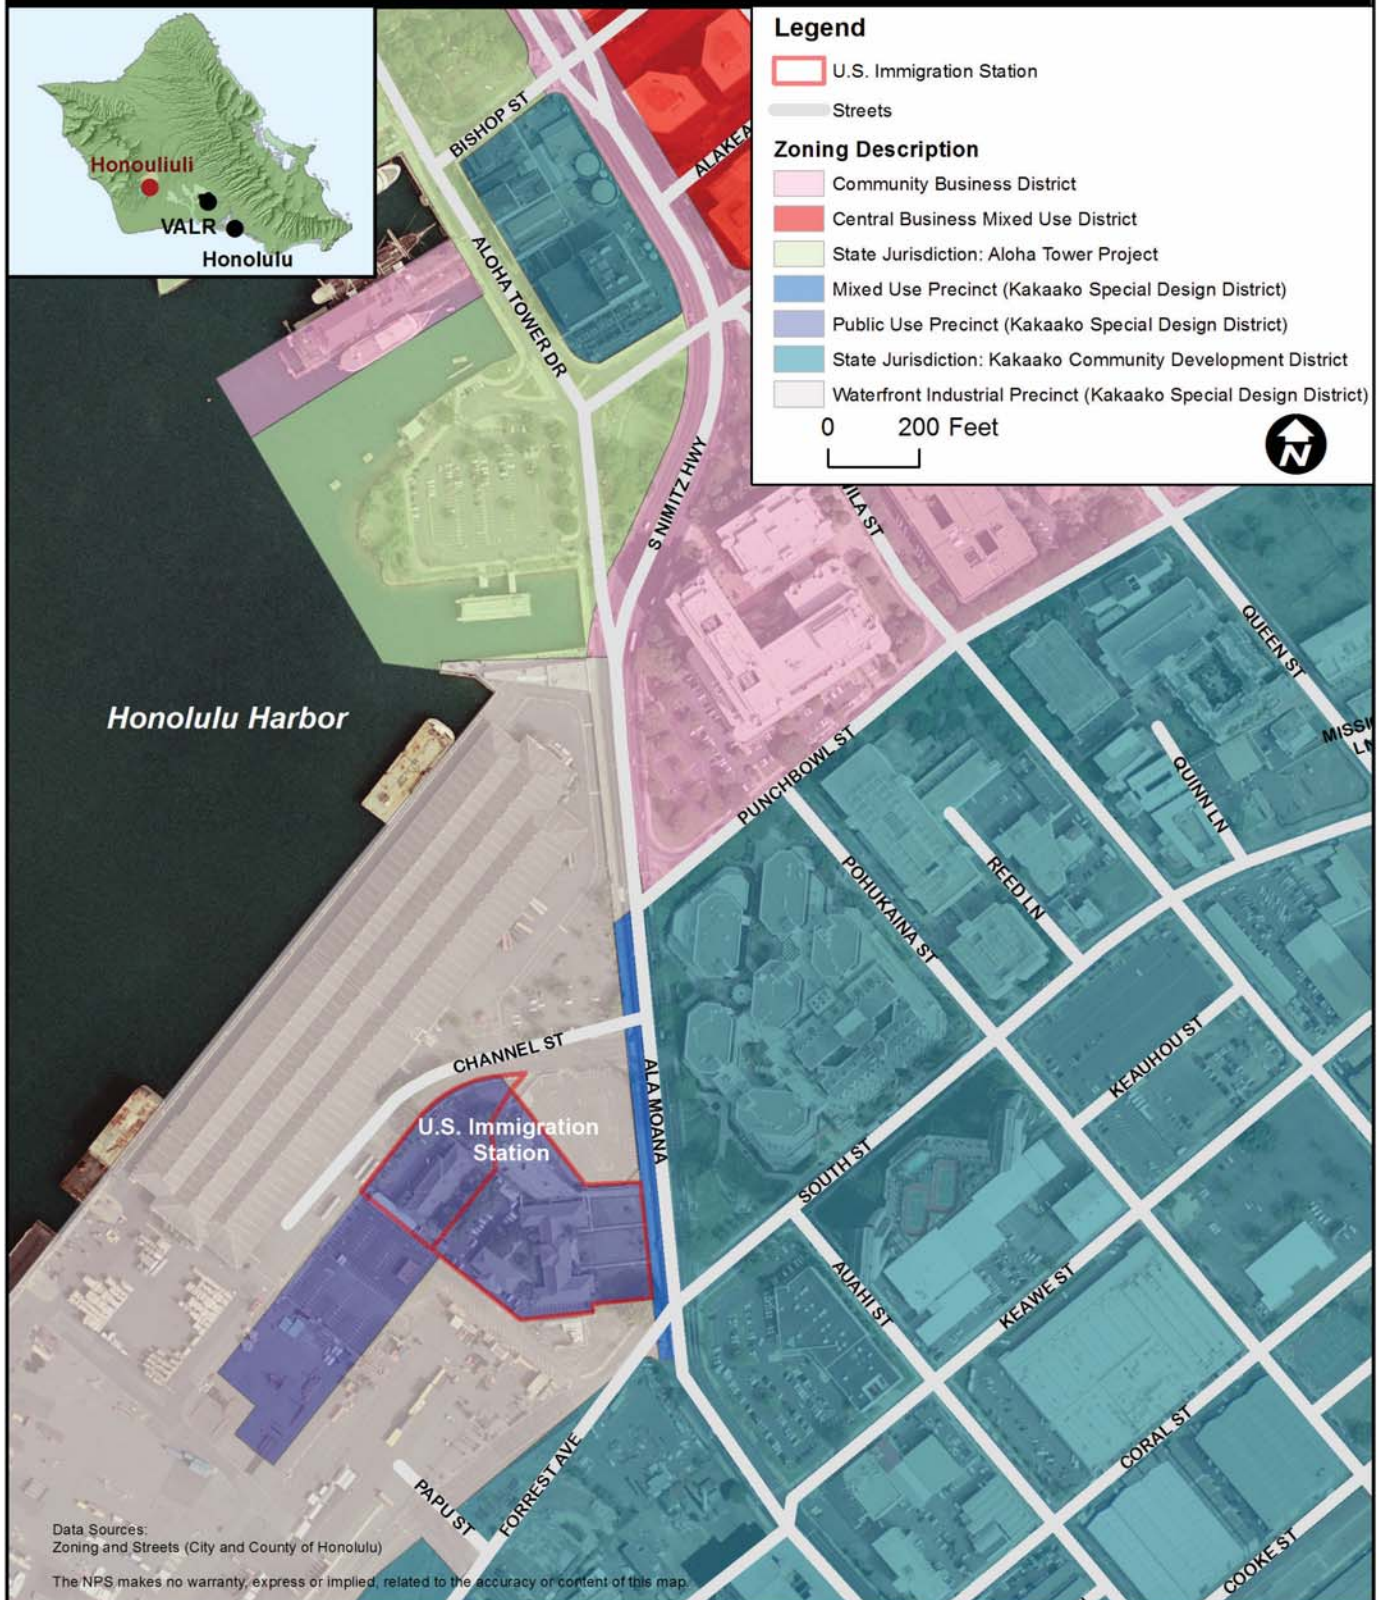 Honouliuli
VALR
Honolulu
Legend
U.S. Immigration Station
Streets
Zoning Description
Community Business District
Central Business Mixed Use District
State Jurisdiction: Aloha Tower Project
Mixed Use Precinct (Kakaako Special Design District)
Public Use Precinct (Kakaako Special Design District)
State Jurisdiction: Kakaako Community Development District
Waterfront Industrial Precinct (Kakaako Special Design District)
0 200 Feet
N
BISHOP ST
ALAKEA
ALOHA TOWER DR
S NIMITZ HWY
ILA ST
QUEEN ST
Honolulu Harbor
MISSI
LN
PUNCHBOWL ST
QUINN LN
POHUKAINA ST
REED LN
CHANNEL ST
KEAUHOU ST
ALA MOANA
U.S. Immigration
Station
SOUTH ST
AUAHI ST
KEAWE ST
CORAL ST
PAPU ST
FORREST AVE
COOKE ST
Data Sources:
Zoning and Streets (City and County of Honolulu)
The NPS makes no warranty, express or implied, related to the accuracy or content of this map.